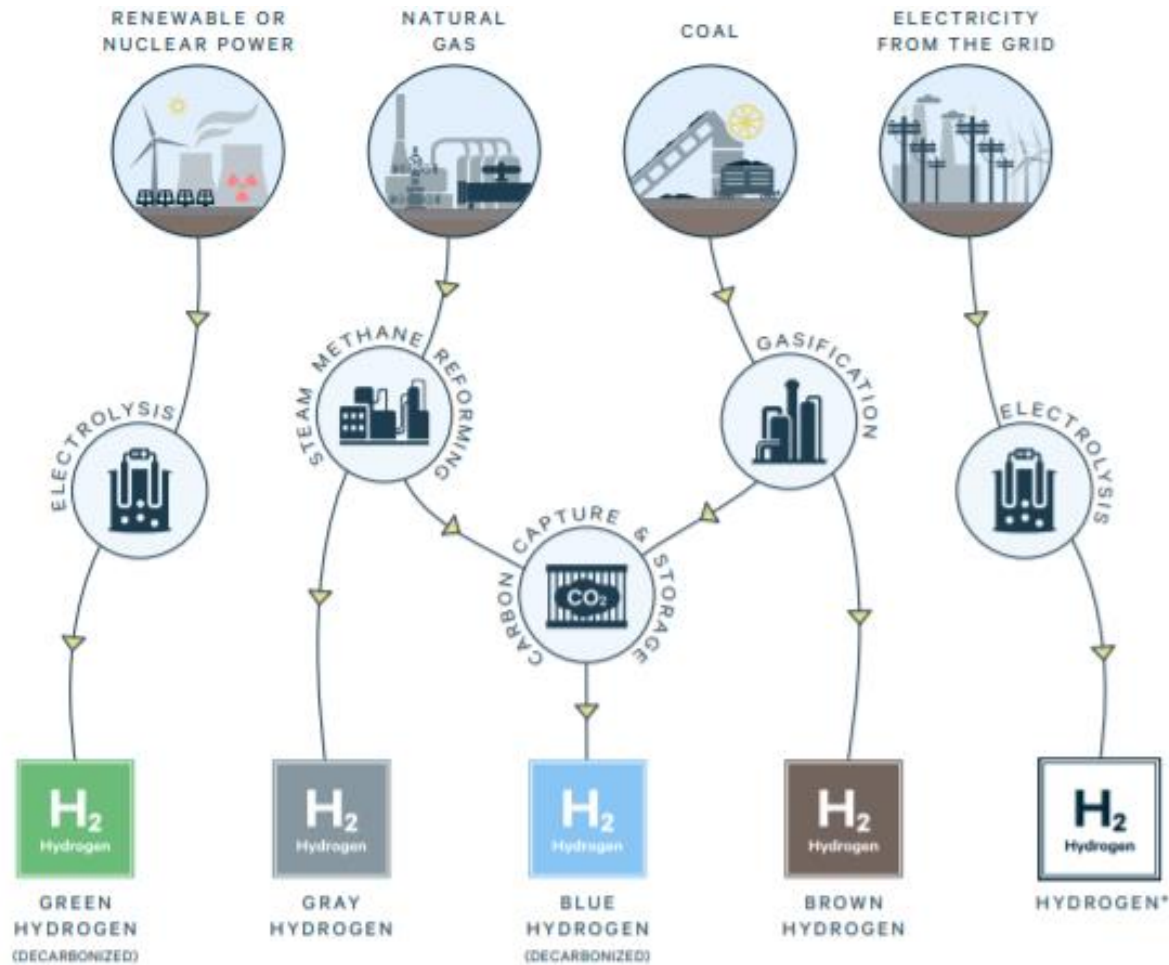 RENEWABLE OR
NUCLEAR POWER
NATURAL
GAS
COAL
ELECTRICITY
FROM THE GRID
STEAM METHANE REFORMING
GASIFICATION
ELECTROLYSIS
ELECTROLYSIS
CARBON CAPTURE & STORAGE
CO₂
H₂
Hydrogen
H₂
Hydrogen
H₂
Hydrogen
H₂
Hydrogen
H₂
Hydrogen
GREEN
HYDROGEN
(DECARBONIZED)
GRAY
HYDROGEN
BLUE
HYDROGEN
(DECARBONIZED)
BROWN
HYDROGEN
HYDROGEN*